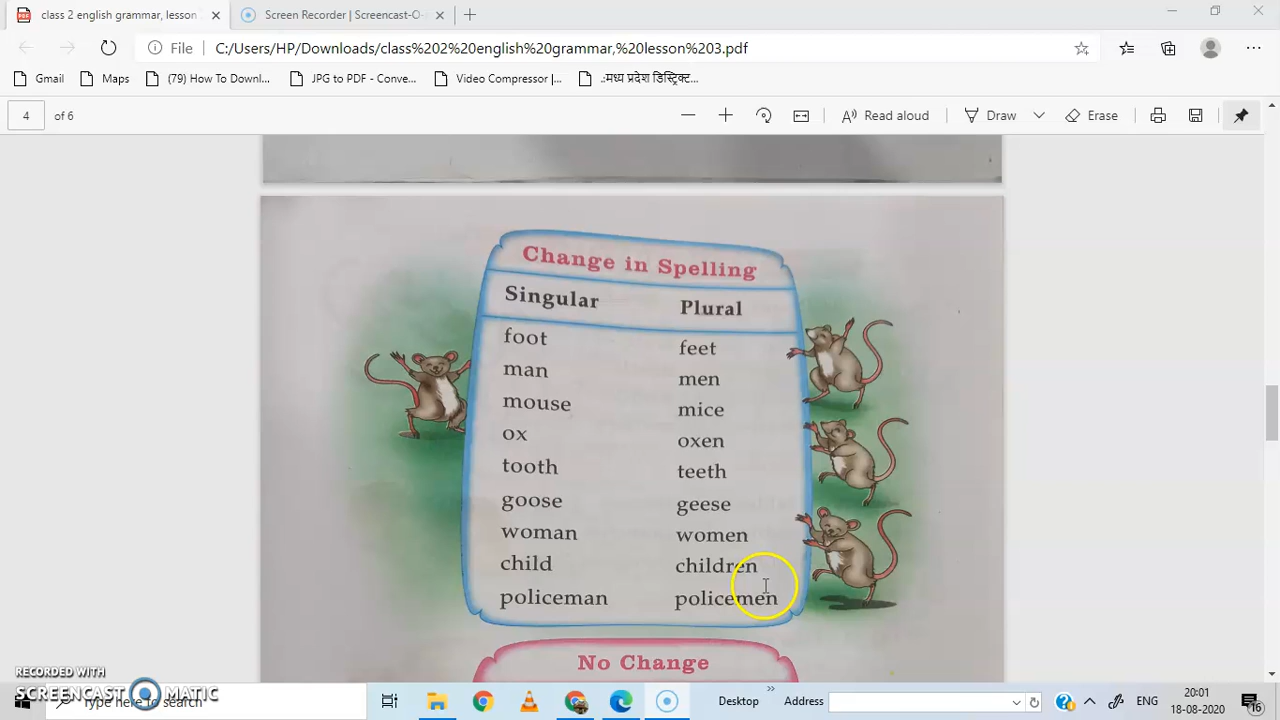 class 2 english grammar, lesson
Screen Recorder | Screencast-O-
File C:/Users/HP/Downloads/class%202%20english%20grammar,%20lesson%203.pdf
Gmail Maps (79) How To Downl... JPG to PDF - Conve... Video Compressor |... .:मध्य प्रदेश डिस्ट्रिक्ट...
4 of 6 Read aloud Draw Erase
Change in Spelling
Singular Plural
foot feet
man men
mouse mice
ox oxen
tooth teeth
goose geese
woman women
child children
policeman policemen
No Change
RECORDED WITH
SCREENCAST MATIC
Type here to search
Desktop Address ENG 20:01
18-08-2020 16